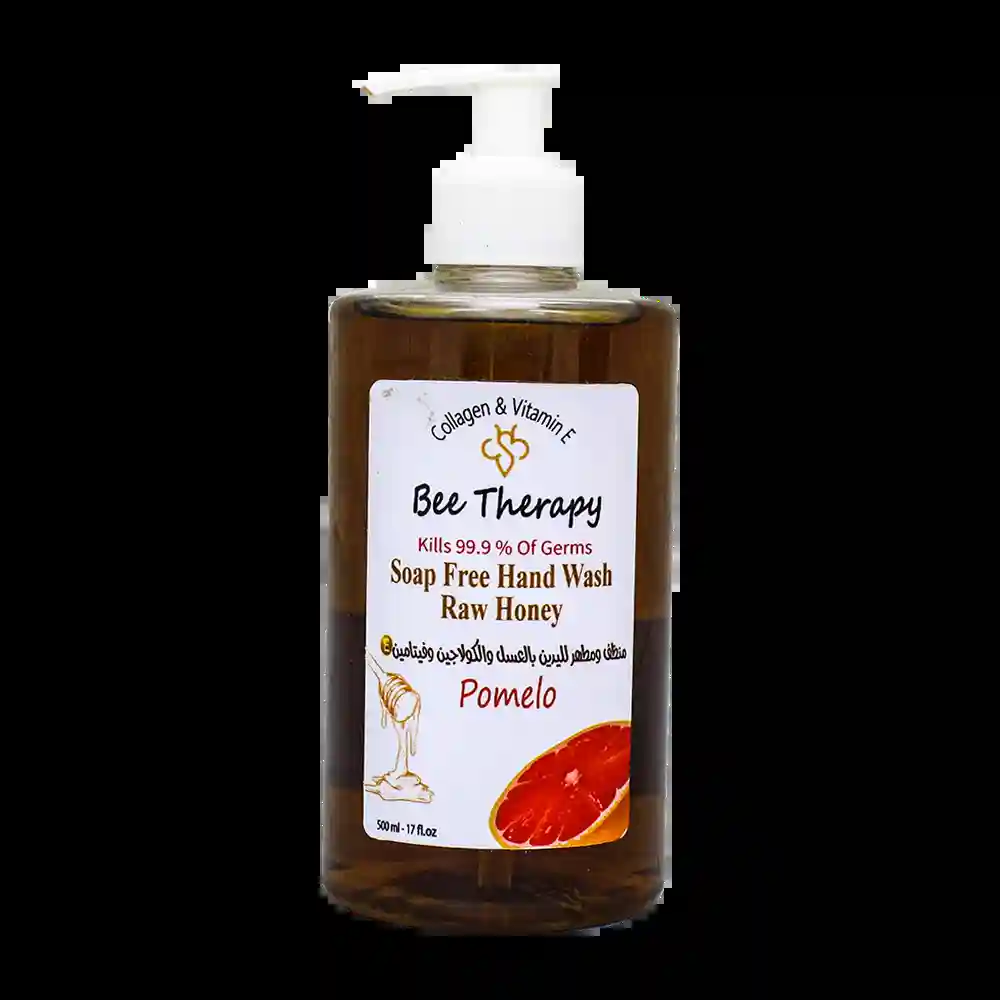 Collagen & Vitamin E
Bee Therapy
Kills 99.9 % Of Germs
Soap Free Hand Wash
Raw Honey
منظف ومطهر لليدين بالعسل والكولاجين وفيتامين E
Pomelo
500 ml - 17 fl.oz